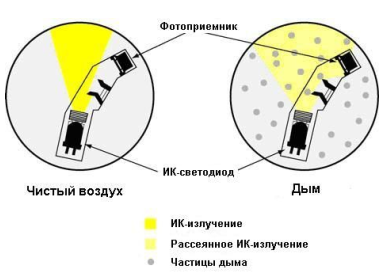 Фотоприемник
ИК-светодиод
Чистый воздух
Дым
ИК-излучение
Рассеянное ИК-излучение
Частицы дыма